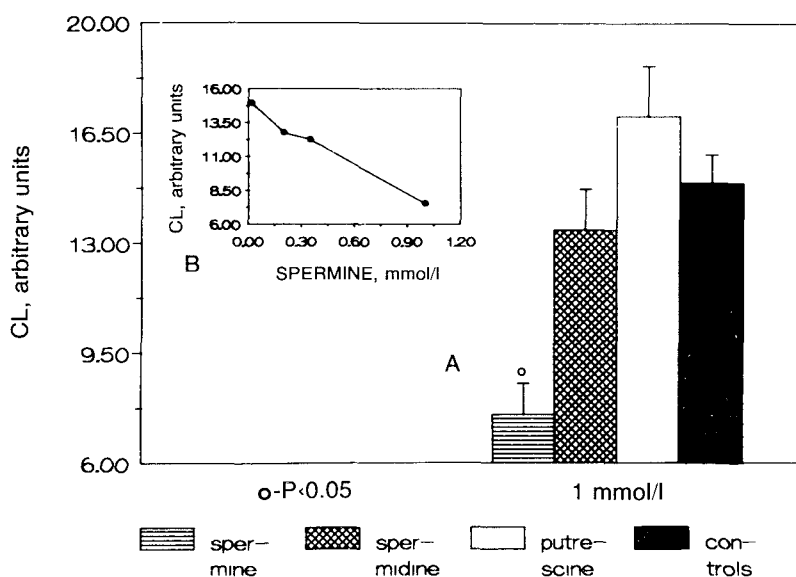 20.00
16.50
13.00
9.50
6.00
CL, arbitrary units
16.00
13.50
11.00
8.50
6.00
CL, arbitrary units
0.00 0.30 0.60 0.90 1.20
SPERMINE, mmol/l
B
A
o
o-P<0.05
1 mmol/l
sper-
mine
sper-
midine
putre-
scine
con-
trols